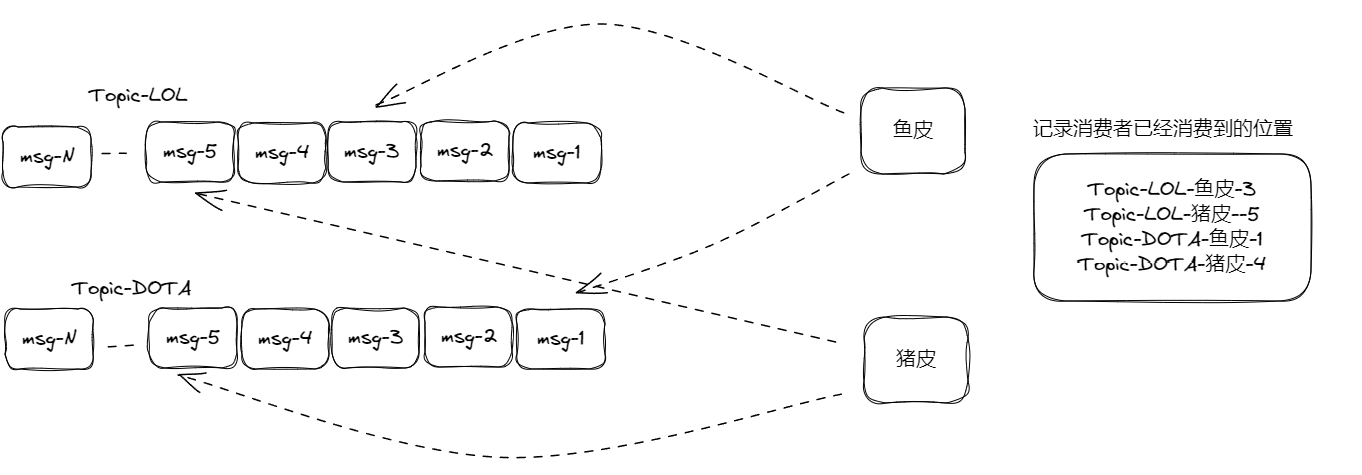 Topic-LOL
msg-N
msg-5
msg-4
msg-3
msg-2
msg-1
Topic-DOTA
msg-N
msg-5
msg-4
msg-3
msg-2
msg-1
鱼皮
猪皮
记录消费者已经消费到的位置
Topic-LOL-鱼皮-3
Topic-LOL-猪皮--5
Topic-DOTA-鱼皮-1
Topic-DOTA-猪皮-4